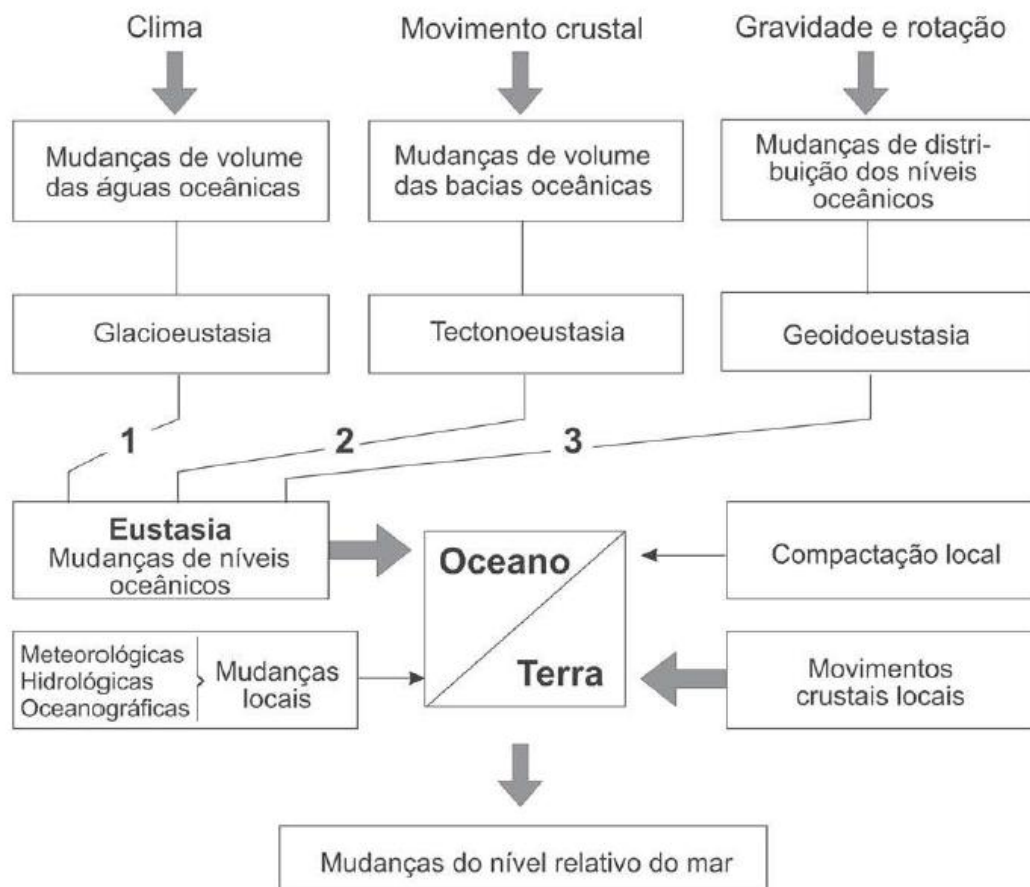 Clima
Movimento crustal
Gravidade e rotação
Mudanças de volume
das águas oceânicas
Mudanças de volume
das bacias oceânicas
Mudanças de distri-
buição dos níveis
oceânicos
Glacioeustasia
Tectonoeustasia
Geoidoeustasia
1
2
3
Eustasia
Mudanças de níveis
oceânicos
Oceano
Terra
Compactação local
Meteorológicas
Hidrológicas
Oceanográficas
Mudanças
locais
Movimentos
crustais locais
Mudanças do nível relativo do mar